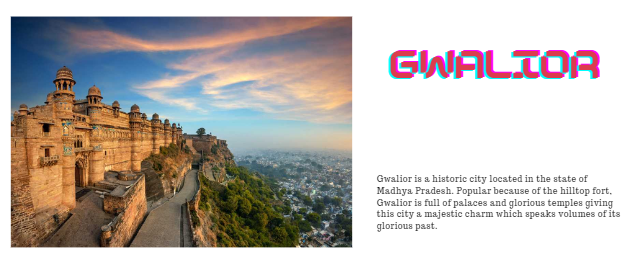 GWALIOR
Gwalior is a historic city located in the state of
Madhya Pradesh. Popular because of the hilltop fort,
Gwalior is full of palaces and glorious temples giving
this city a majestic charm which speaks volumes of its
glorious past.